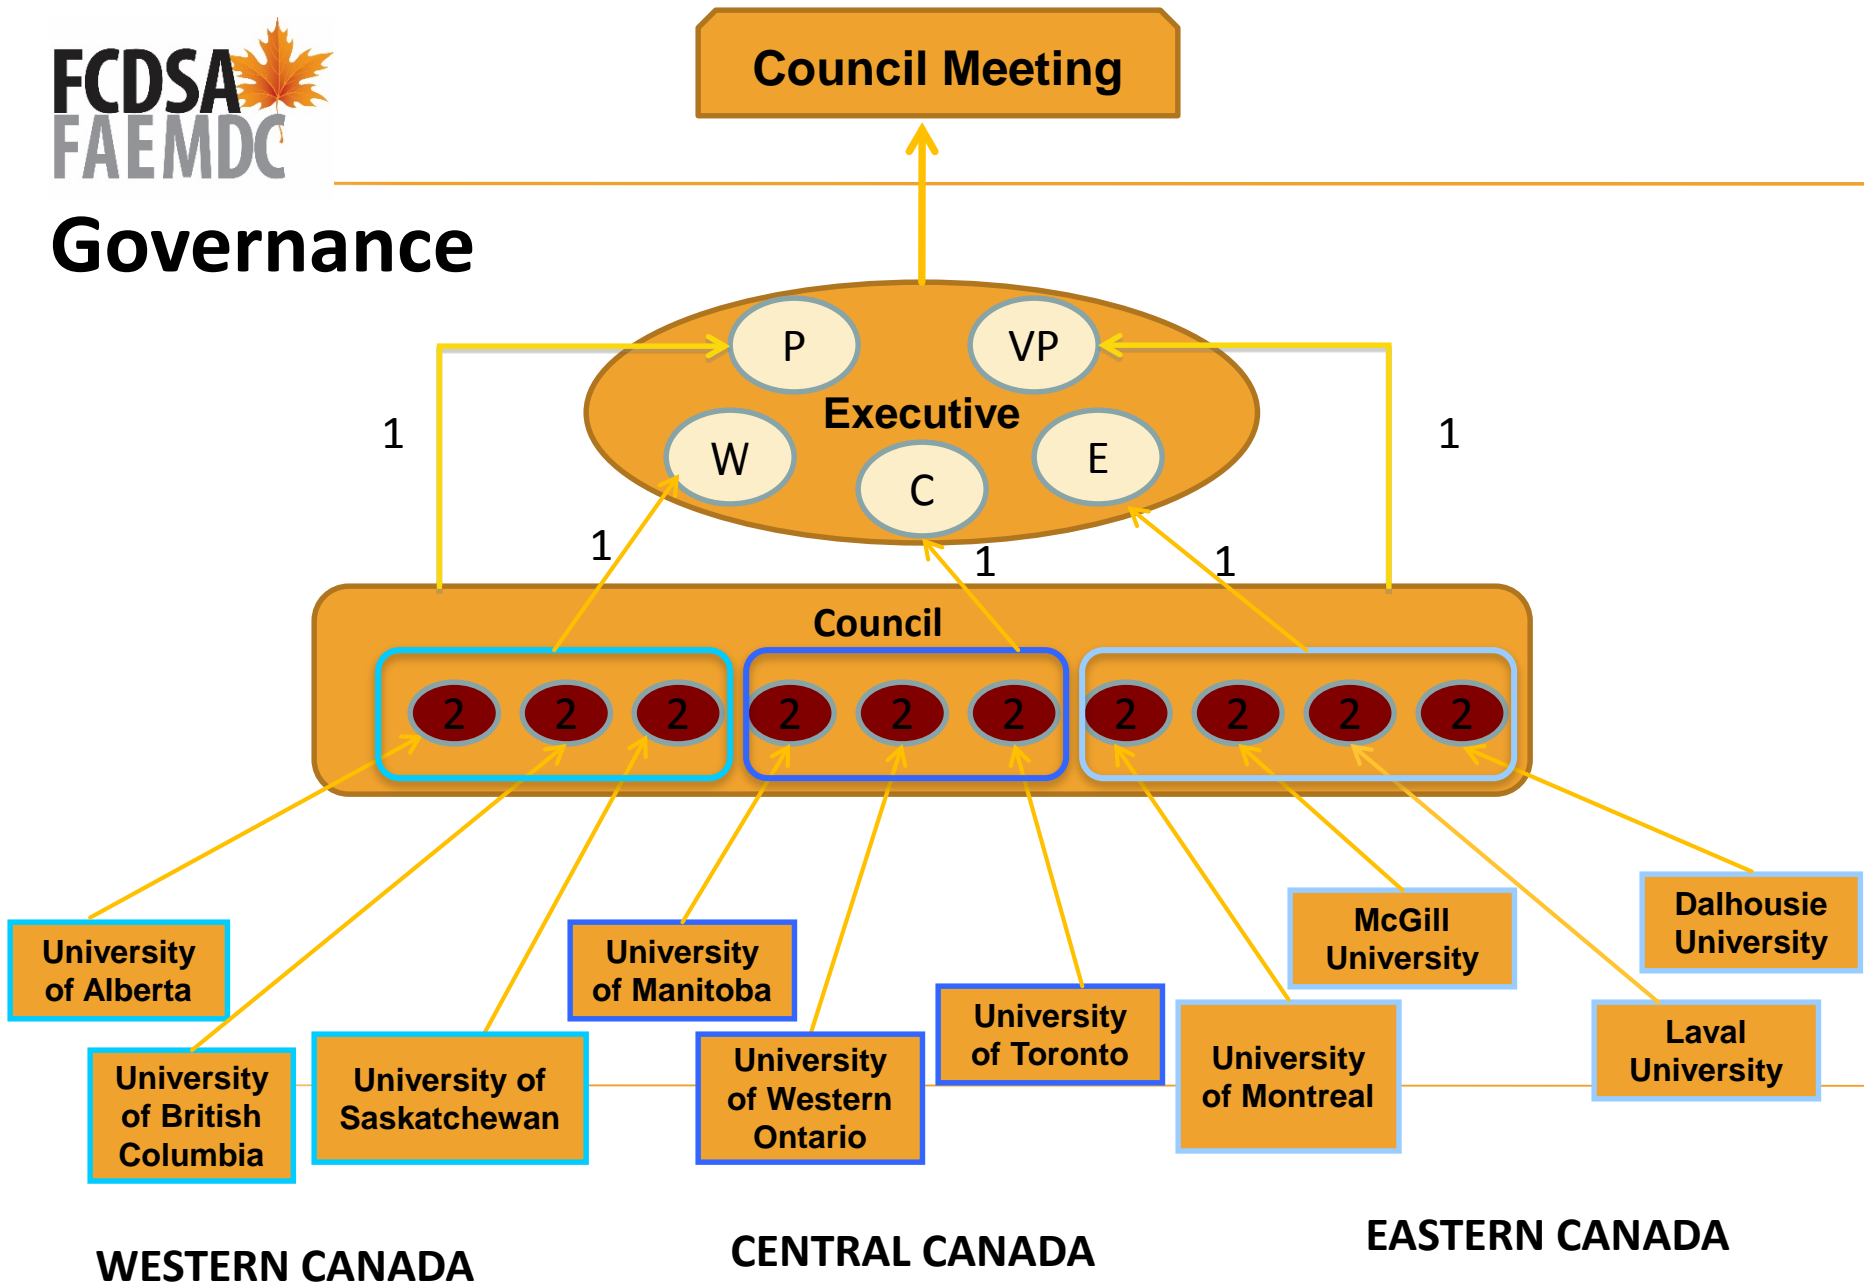 FCDSA
FAEMDC
Council Meeting
Governance
P
VP
Executive
1
1
W
C
E
1
1
1
Council
2 2 2 2 2 2 2 2 2 2
University
of Alberta
University
of British
Columbia
University of
Saskatchewan
University
of Manitoba
University
of Western
Ontario
University
of Toronto
University
of Montreal
McGill
University
Laval
University
Dalhousie
University
WESTERN CANADA
CENTRAL CANADA
EASTERN CANADA